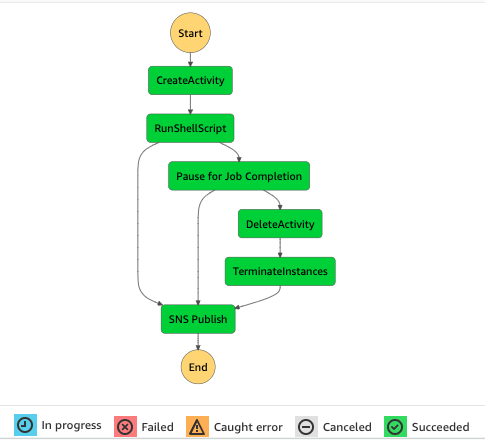 Start
CreateActivity
RunShellScript
Pause for Job Completion
DeleteActivity
TerminateInstances
SNS Publish
End
In progress
Failed
Caught error
Canceled
Succeeded